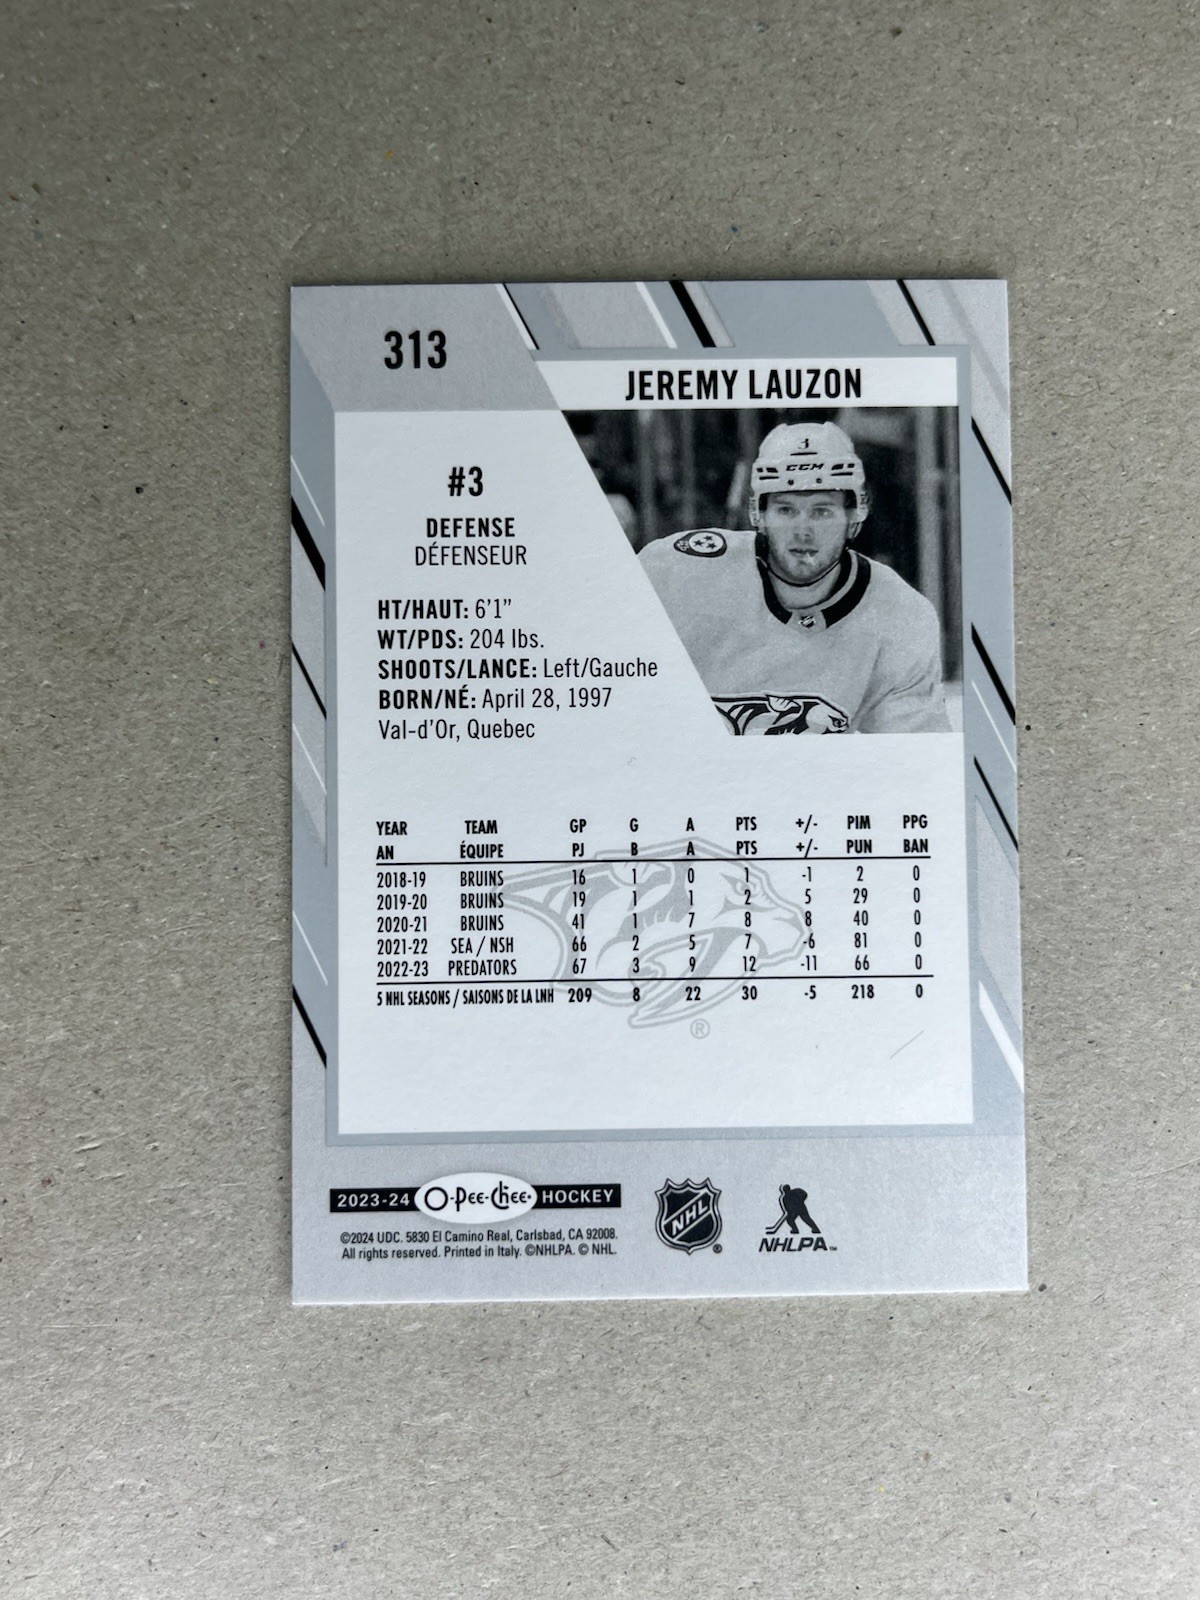 313
JEREMY LAUZON
3
CCM
#3
DEFENSE
DÉFENSEUR
HT/HAUT: 6'1"
WT/PDS: 204 lbs.
SHOOTS/LANCE: Left/Gauche
BORN/NÉ: April 28, 1997
Val-d'Or, Quebec
YEAR TEAM GP G A PTS +/- PIM PPG
AN ÉQUIPE PJ B A PTS +/- PUN BAN
2018-19 BRUINS 16 1 0 1 -1 2 0
2019-20 BRUINS 19 1 1 2 5 29 0
2020-21 BRUINS 41 1 7 8 8 40 0
2021-22 SEA / NSH 66 2 5 7 -6 81 0
2022-23 PREDATORS 67 3 9 12 -11 66 0
5 NHL SEASONS / SAISONS DE LA LNH 209 8 22 30 -5 218 0
®
2023-24 O-Pee-Chee® HOCKEY
©2024 UDC. 5830 El Camino Real, Carlsbad, CA 92008.
All rights reserved. Printed in Italy. ©NHLPA. © NHL.
NHL®
NHLPA™